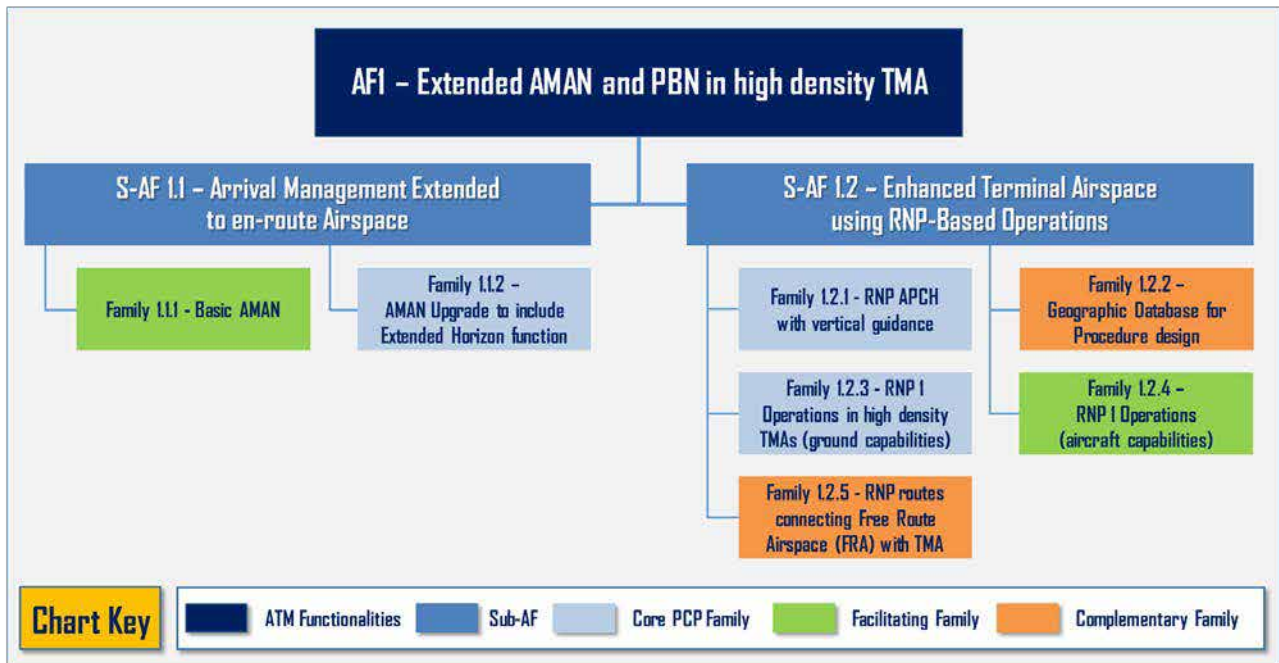 AF1 – Extended AMAN and PBN in high density TMA
S-AF 1.1 – Arrival Management Extended
to en-route Airspace
S-AF 1.2 – Enhanced Terminal Airspace
using RNP-Based Operations
Family 1.1.1 - Basic AMAN
Family 1.1.2 –
AMAN Upgrade to include
Extended Horizon function
Family 1.2.1 - RNP APCH
with vertical guidance
Family 1.2.2 –
Geographic Database for
Procedure design
Family 1.2.3 - RNP 1
Operations in high density
TMAs (ground capabilities)
Family 1.2.4 –
RNP 1 Operations
(aircraft capabilities)
Family 1.2.5 - RNP routes
connecting Free Route
Airspace (FRA) with TMA
Chart Key
ATM Functionalities
Sub-AF
Core PCP Family
Facilitating Family
Complementary Family